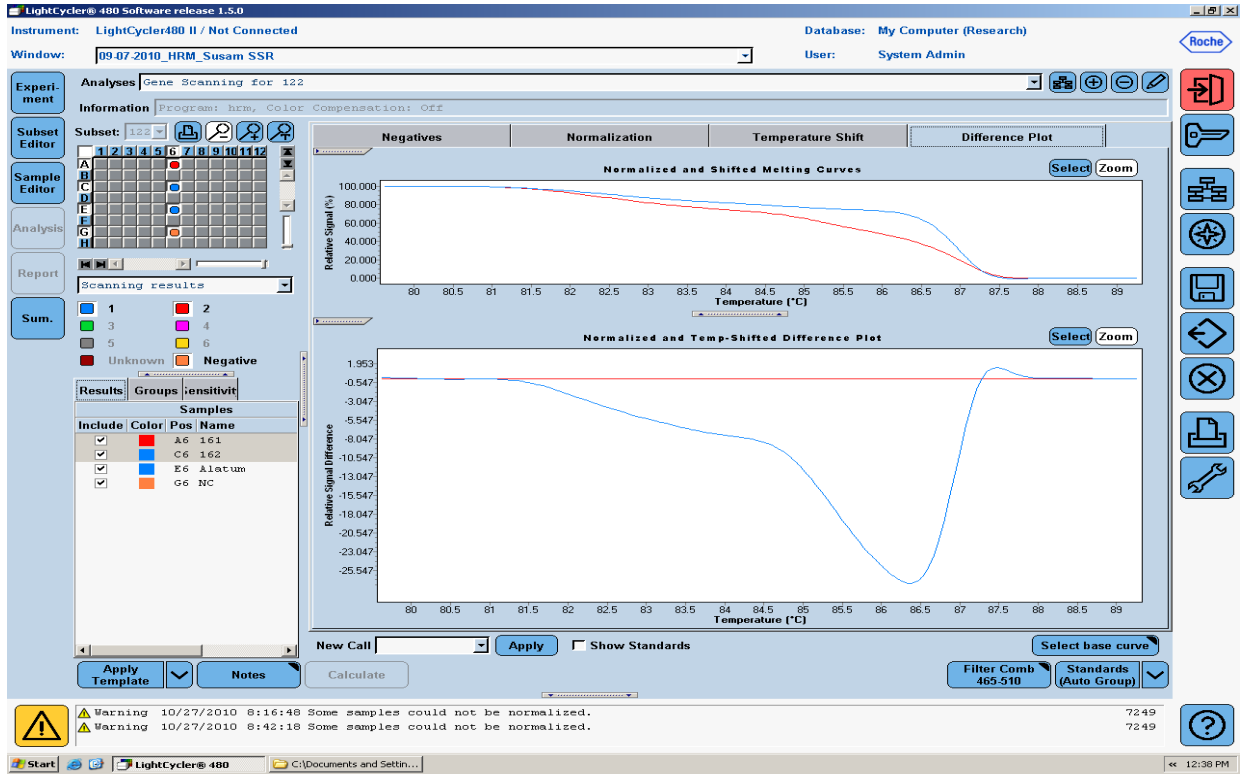 LightCycler® 480 Software release 1.5.0
Instrument: LightCycler480 II / Not Connected Database: My Computer (Research)
Window: 09-07-2010_HRM_Susam SSR User: System Admin
Roche
Experi-
ment
Subset
Editor
Sample
Editor
Analysis
Report
Sum.
Analyses Gene Scanning for 122
Information Program: hrm, Color Compensation: Off
Subset: 122
1 2 3 4 5 6 7 8 9 10 11 12
A
B
C
D
E
F
G
H
Scanning results
1 2
3 4
5 6
Unknown Negative
Results Groups ensitivit
Samples
Include Color Pos Name
A6 161
C6 162
E6 Alatum
G6 NC
Negatives Normalization Temperature Shift Difference Plot
Normalized and Shifted Melting Curves
Select Zoom
Relative Signal (%)
100.000
80.000
60.000
40.000
20.000
0.000
80 80.5 81 81.5 82 82.5 83 83.5 84 84.5 85 85.5 86 86.5 87 87.5 88 88.5 89
Temperature (°C)
Normalized and Temp-Shifted Difference Plot
Select Zoom
Relative Signal Difference
1.953
-0.547
-3.047
-5.547
-8.047
-10.547
-13.047
-15.547
-18.047
-20.547
-23.047
-25.547
80 80.5 81 81.5 82 82.5 83 83.5 84 84.5 85 85.5 86 86.5 87 87.5 88 88.5 89
Temperature (°C)
New Call Apply Show Standards Select base curve
Apply
Template
Notes
Calculate
Filter Comb
465-510
Standards
(Auto Group)
Warning 10/27/2010 8:16:48 Some samples could not be normalized. 7249
Warning 10/27/2010 8:42:18 Some samples could not be normalized. 7249
Start LightCycler® 480 C:\Documents and Settin... « 12:38 PM